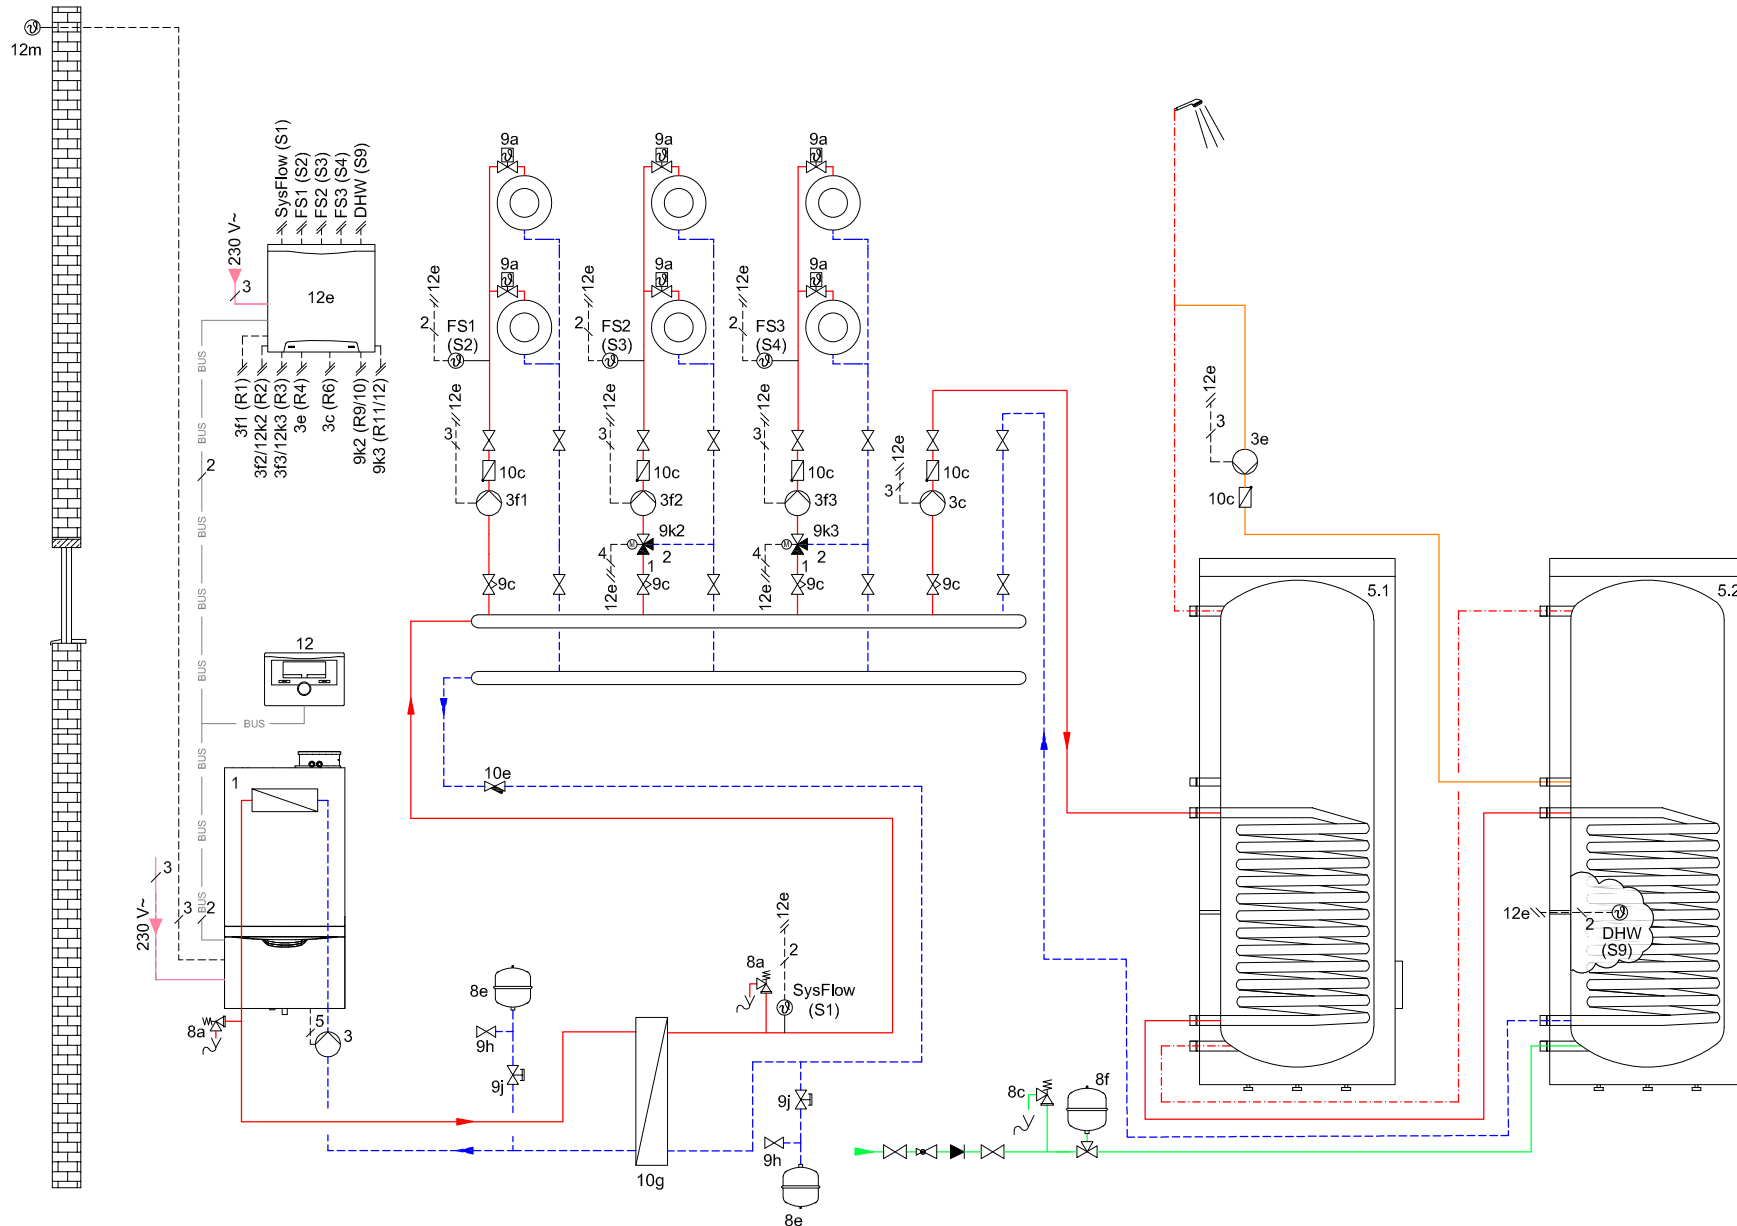 12m
SysFlow (S1)
FS1 (S2)
FS2 (S3)
FS3 (S4)
DHW (S9)
230 V~
3
12e
3f1 (R1)
3f2/12k2 (R2)
3f3/12k3 (R3)
3e (R4)
3c (R6)
9k2 (R9/10)
9k3 (R11/12)
BUS
2
BUS
BUS
BUS
BUS
BUS
BUS
BUS
12
1
3
230 V~
3
2
8a
5
3
9a
9a
9a
9a
9a
9a
12e
2
FS1
(S2)
12e
2
FS2
(S3)
12e
2
FS3
(S4)
12e
3
10c
3f1
12e
3
10c
3f2
12e
3
10c
3f3
12e
3
10c
3c
9k2
4
2
1
12e
9k3
4
2
1
12e
9c
9c
9c
9c
10e
8e
9h
9j
10g
8a
12e
2
SysFlow
(S1)
9j
9h
8e
8c
8f
12e
3
3e
10c
5.1
5.2
12e
2
DHW
(S9)